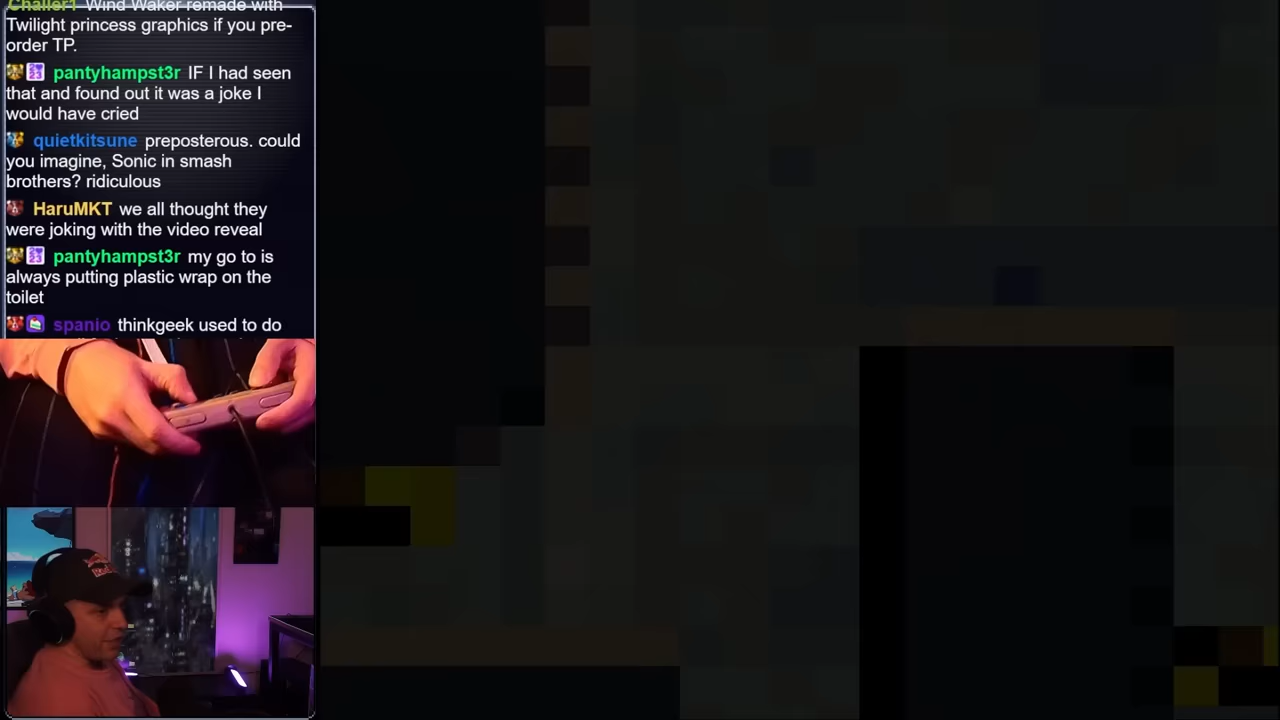 Challer1 Wind Waker remade with
Twilight princess graphics if you pre-
order TP.
pantyhampst3r IF I had seen
that and found out it was a joke I
would have cried
quietkitsune preposterous. could
you imagine, Sonic in smash
brothers? ridiculous
HaruMKT we all thought they
were joking with the video reveal
pantyhampst3r my go to is
always putting plastic wrap on the
toilet
spanio thinkgeek used to do